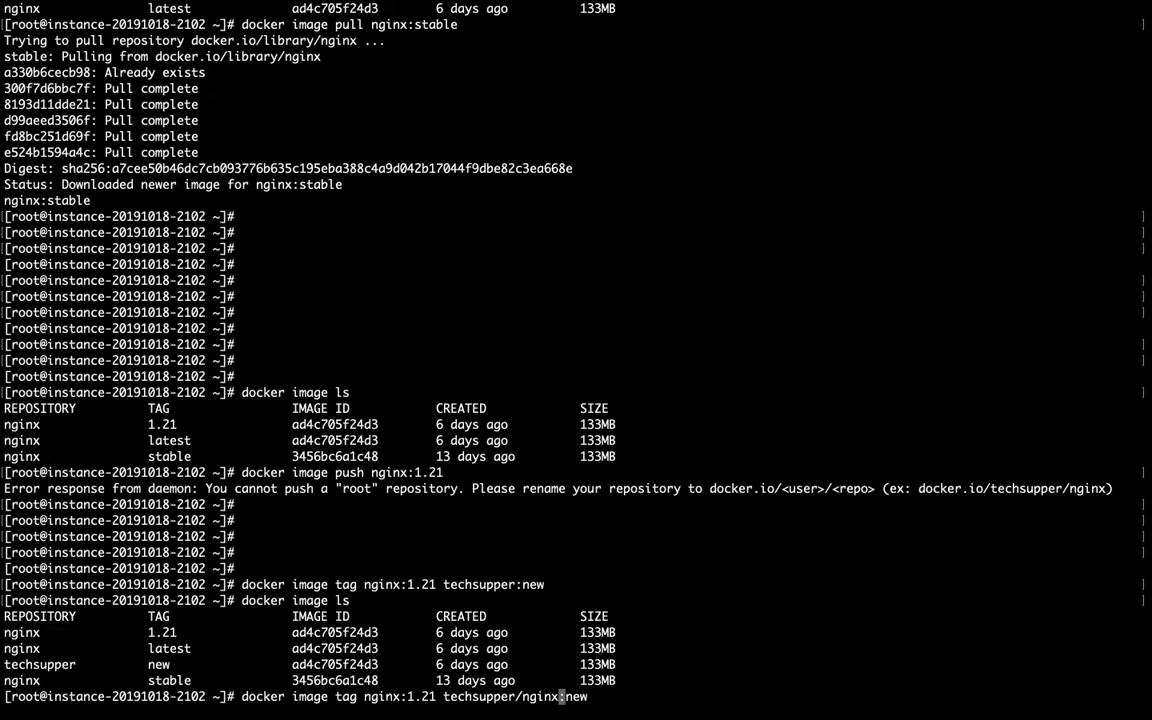 nginx latest ad4c705f24d3 6 days ago 133MB
[root@instance-20191018-2102 ~]# docker image pull nginx:stable ]
Trying to pull repository docker.io/library/nginx ...
stable: Pulling from docker.io/library/nginx
a330b6cecb98: Already exists
300f7d6bbc7f: Pull complete
8193d11dde21: Pull complete
d99aeed3506f: Pull complete
fd8bc251d69f: Pull complete
e524b1594a4c: Pull complete
Digest: sha256:a7cee50b46dc7cb093776b635c195eba388c4a9d042b17044f9dbe82c3ea668e
Status: Downloaded newer image for nginx:stable
nginx:stable
[[root@instance-20191018-2102 ~]# ]
[[root@instance-20191018-2102 ~]# ]
[[root@instance-20191018-2102 ~]# ]
[root@instance-20191018-2102 ~]#
[[root@instance-20191018-2102 ~]# ]
[[root@instance-20191018-2102 ~]# ]
[[root@instance-20191018-2102 ~]# ]
[root@instance-20191018-2102 ~]#
[[root@instance-20191018-2102 ~]# ]
[[root@instance-20191018-2102 ~]# ]
[root@instance-20191018-2102 ~]#
[[root@instance-20191018-2102 ~]# docker image ls ]
REPOSITORY TAG IMAGE ID CREATED SIZE
nginx 1.21 ad4c705f24d3 6 days ago 133MB
nginx latest ad4c705f24d3 6 days ago 133MB
nginx stable 3456bc6a1c48 13 days ago 133MB
[[root@instance-20191018-2102 ~]# docker image push nginx:1.21 ]
Error response from daemon: You cannot push a "root" repository. Please rename your repository to docker.io/<user>/<repo> (ex: docker.io/techsupper/nginx)
[[root@instance-20191018-2102 ~]# ]
[[root@instance-20191018-2102 ~]# ]
[[root@instance-20191018-2102 ~]# ]
[[root@instance-20191018-2102 ~]# ]
[[root@instance-20191018-2102 ~]# ]
[[root@instance-20191018-2102 ~]# docker image tag nginx:1.21 techsupper:new ]
[[root@instance-20191018-2102 ~]# docker image ls ]
REPOSITORY TAG IMAGE ID CREATED SIZE
nginx 1.21 ad4c705f24d3 6 days ago 133MB
nginx latest ad4c705f24d3 6 days ago 133MB
techsupper new ad4c705f24d3 6 days ago 133MB
nginx stable 3456bc6a1c48 13 days ago 133MB
[root@instance-20191018-2102 ~]# docker image tag nginx:1.21 techsupper/nginx:new